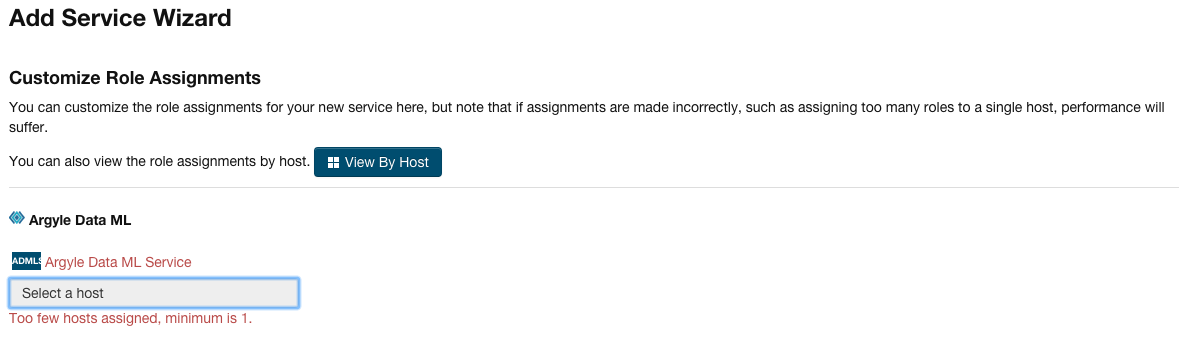 Add Service Wizard
Customize Role Assignments
You can customize the role assignments for your new service here, but note that if assignments are made incorrectly, such as assigning too many roles to a single host, performance will
suffer.
You can also view the role assignments by host. View By Host
Argyle Data ML
ADMLS Argyle Data ML Service
Select a host
Too few hosts assigned, minimum is 1.